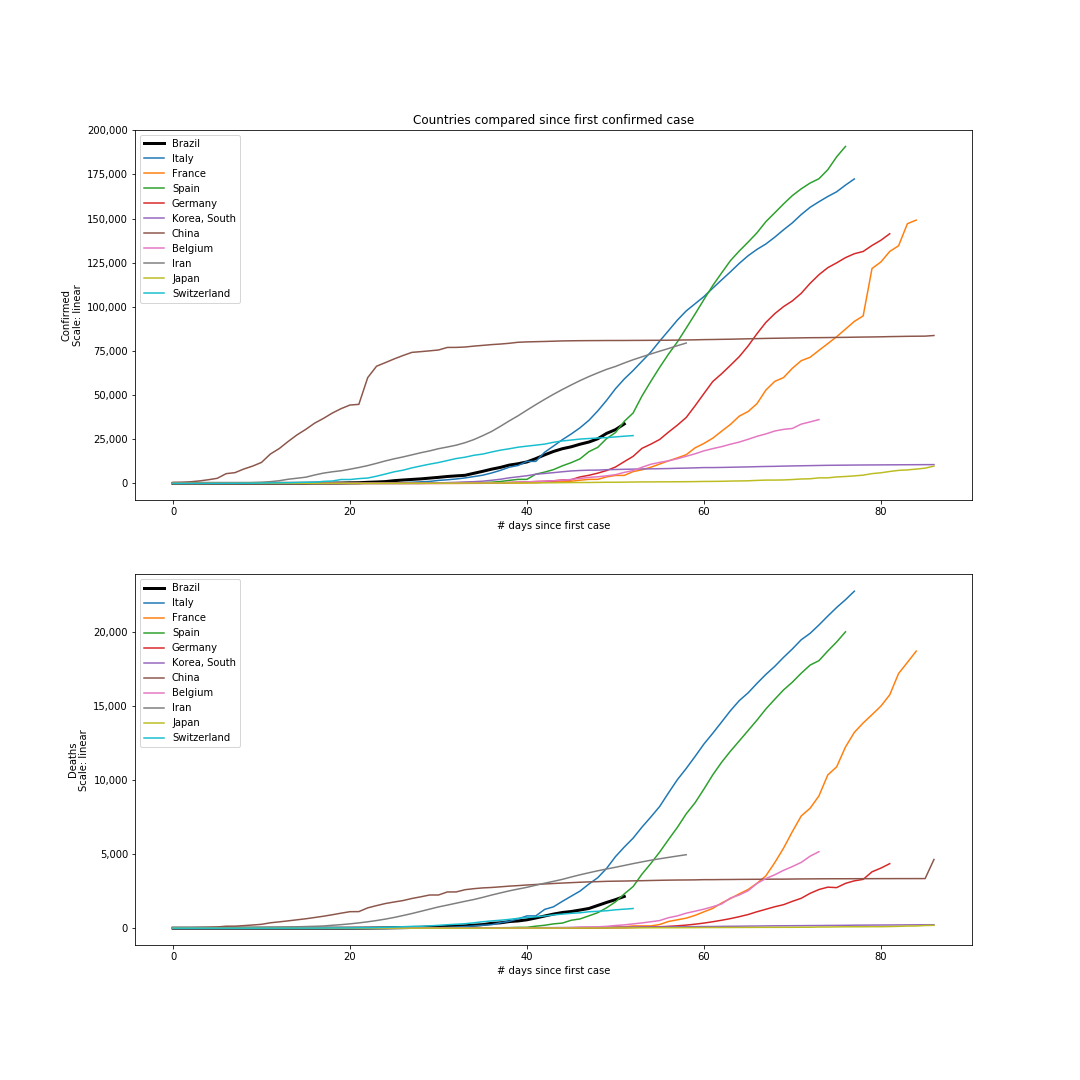 Countries compared since first confirmed case
200,000
175,000
150,000
125,000
100,000
75,000
50,000
25,000
0
Confirmed
Scale: linear
Brazil
Italy
France
Spain
Germany
Korea, South
China
Belgium
Iran
Japan
Switzerland
0 20 40 60 80
# days since first case
20,000
15,000
10,000
5,000
0
Deaths
Scale: linear
Brazil
Italy
France
Spain
Germany
Korea, South
China
Belgium
Iran
Japan
Switzerland
0 20 40 60 80
# days since first case